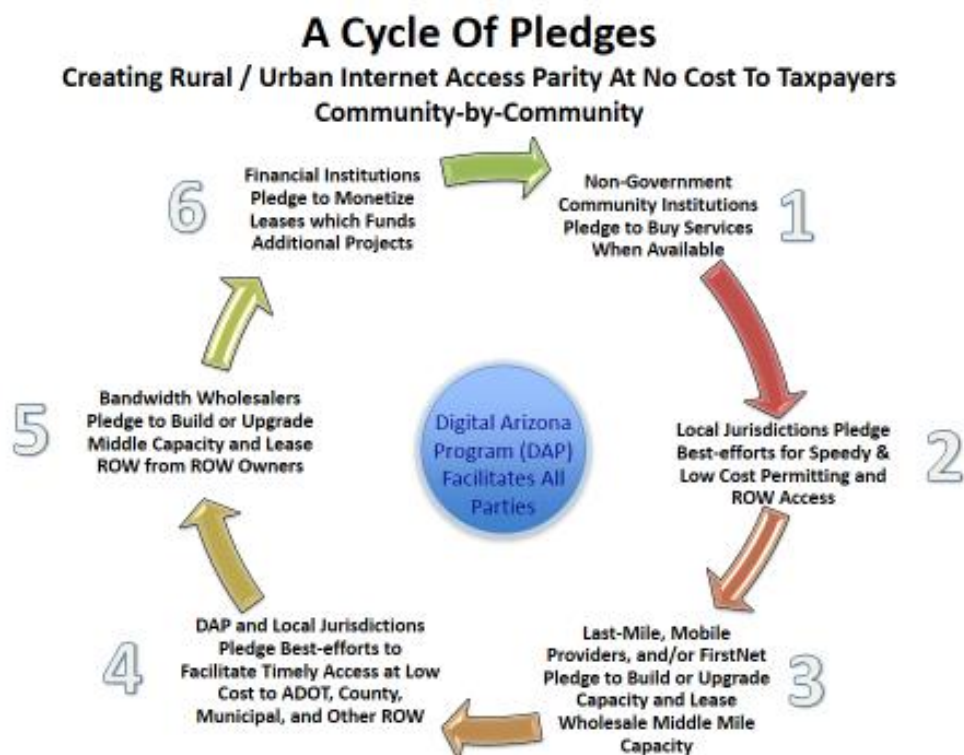 A Cycle Of Pledges
Creating Rural / Urban Internet Access Parity At No Cost To Taxpayers
Community-by-Community
1
Non-Government
Community Institutions
Pledge to Buy Services
When Available
2
Local Jurisdictions Pledge
Best-efforts for Speedy &
Low Cost Permitting and
ROW Access
3
Last-Mile, Mobile
Providers, and/or FirstNet
Pledge to Build or Upgrade
Capacity and Lease
Wholesale Middle Mile
Capacity
4
DAP and Local Jurisdictions
Pledge Best-efforts to
Facilitate Timely Access at Low
Cost to ADOT, County,
Municipal, and Other ROW
5
Bandwidth Wholesalers
Pledge to Build or Upgrade
Middle Capacity and Lease
ROW from ROW Owners
6
Financial Institutions
Pledge to Monetize
Leases which Funds
Additional Projects
Digital Arizona
Program (DAP)
Facilitates All
Parties